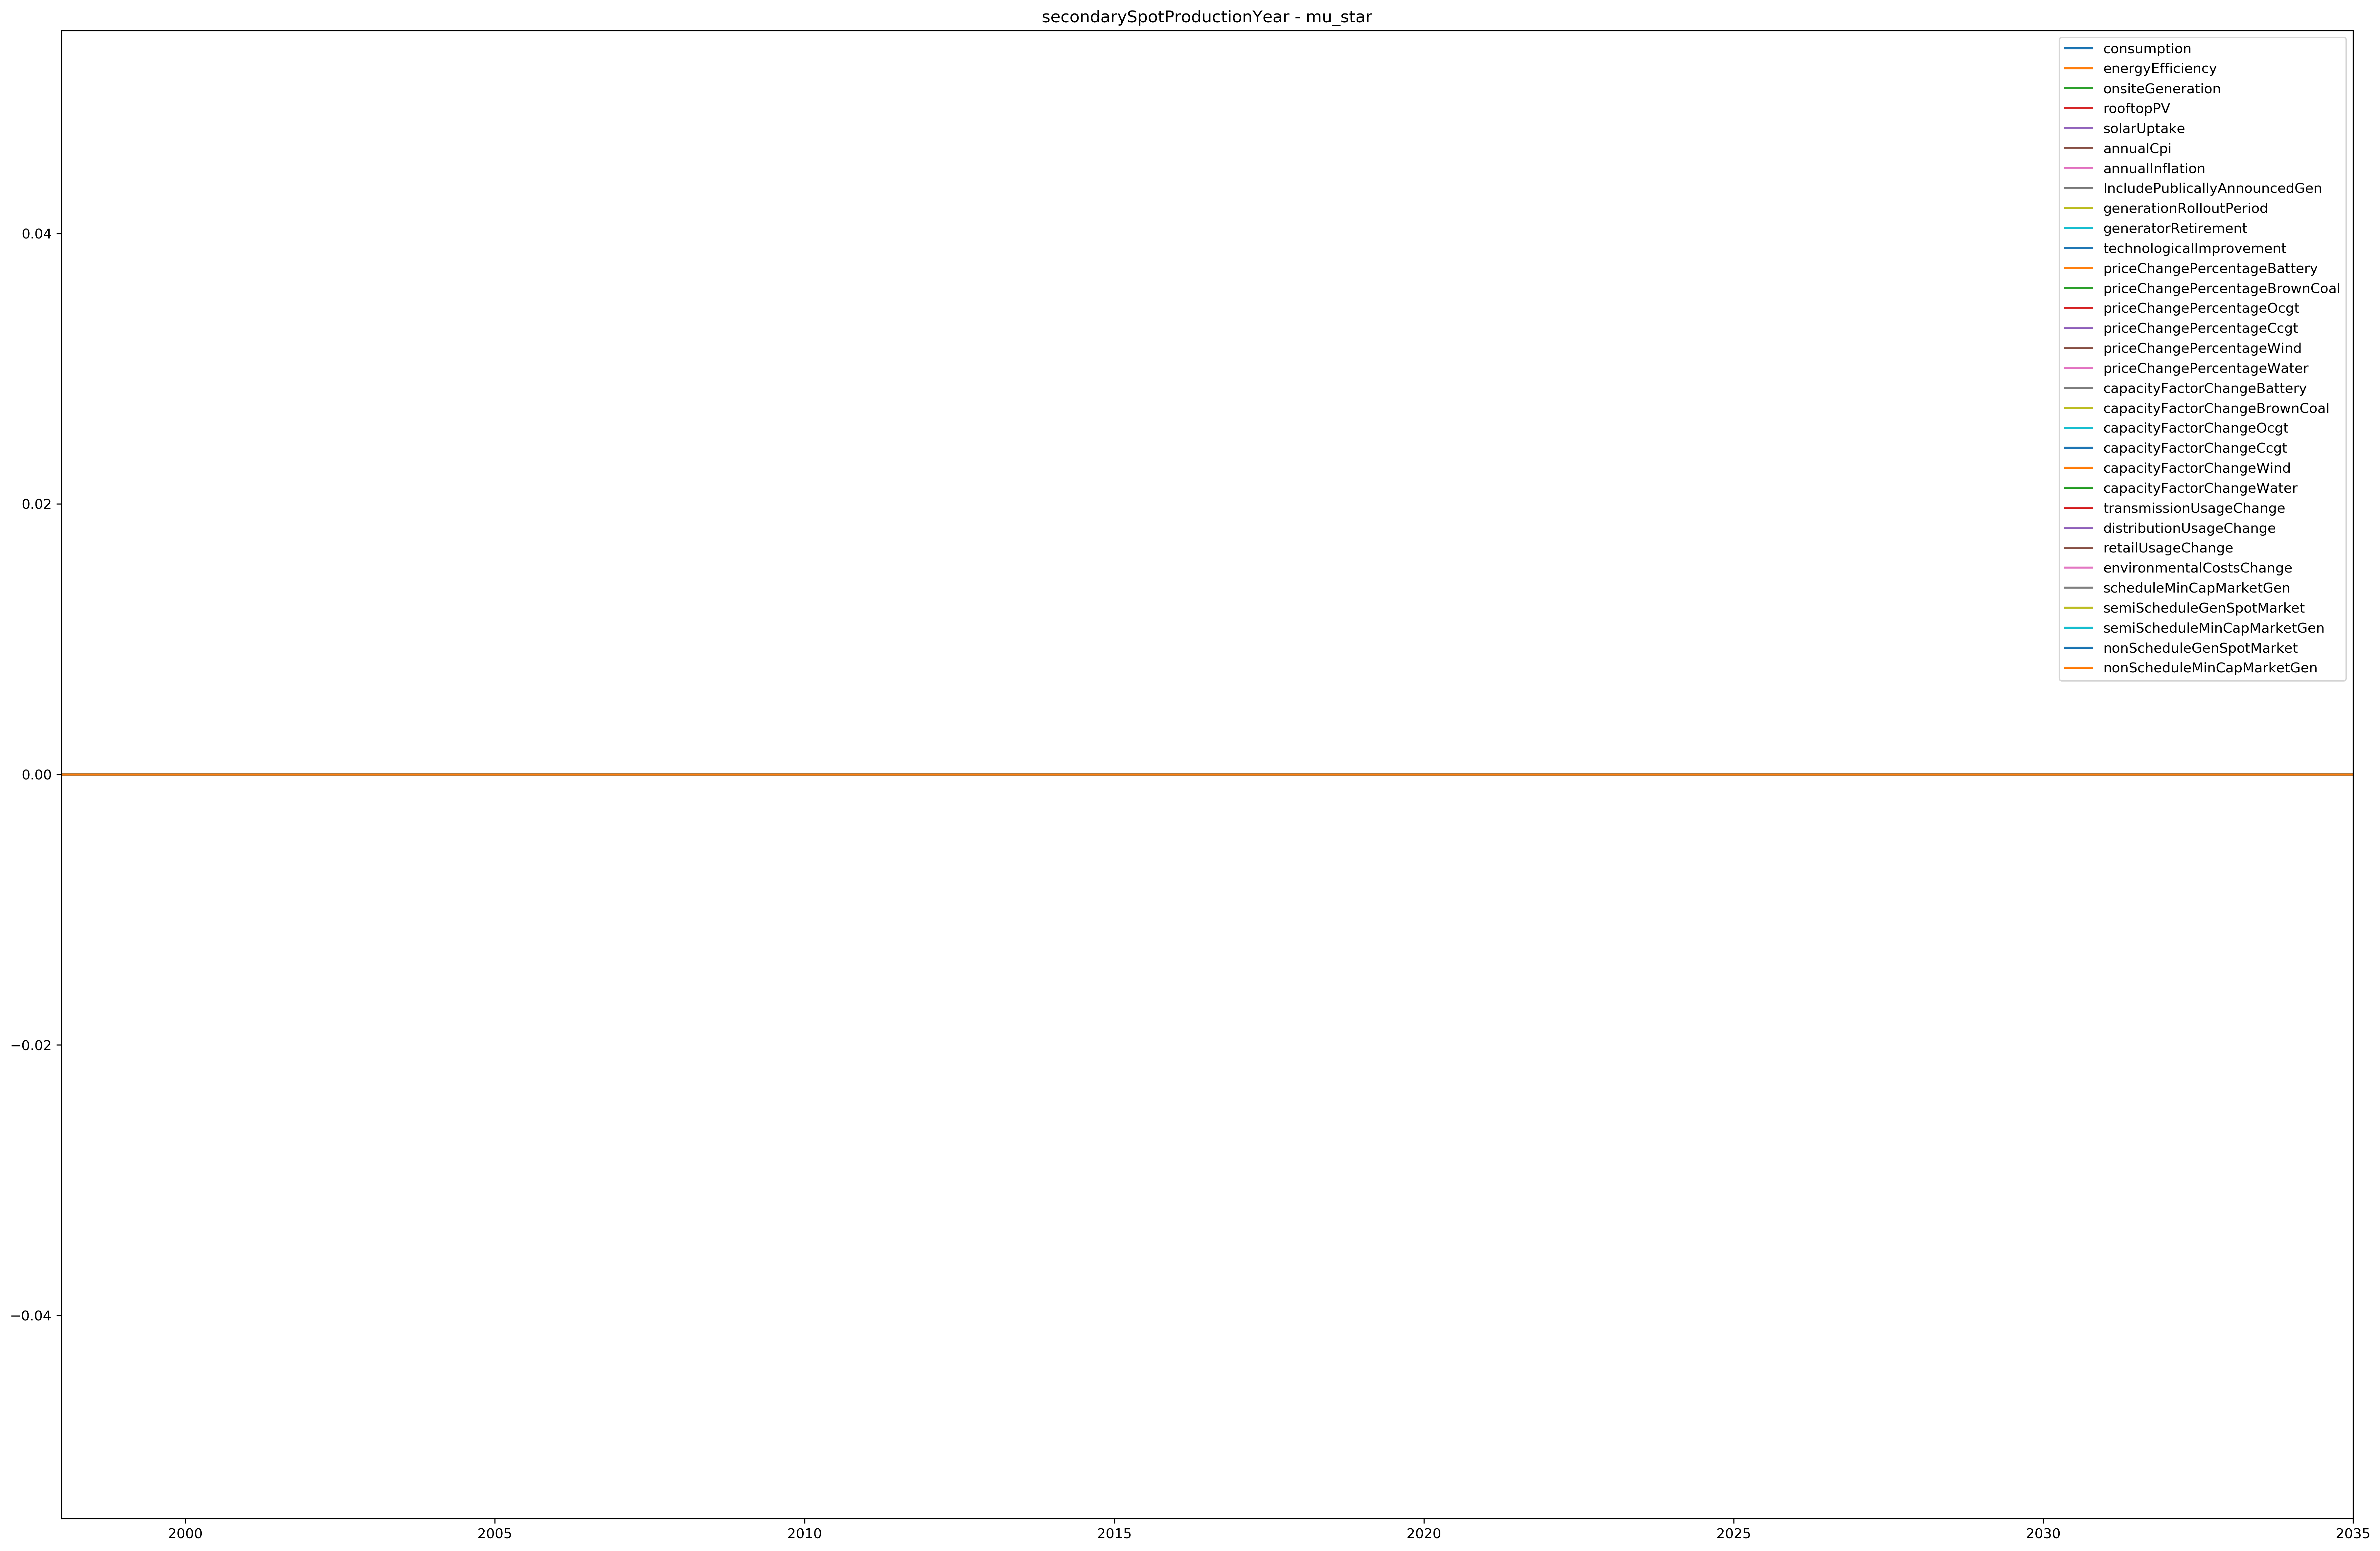 secondarySpotProductionYear - mu_star
consumption
energyEfficiency
onsiteGeneration
rooftopPV
solarUptake
annualCpi
annualInflation
IncludePublicallyAnnouncedGen
generationRolloutPeriod
generatorRetirement
technologicalImprovement
priceChangePercentageBattery
priceChangePercentageBrownCoal
priceChangePercentageOcgt
priceChangePercentageCcgt
priceChangePercentageWind
priceChangePercentageWater
capacityFactorChangeBattery
capacityFactorChangeBrownCoal
capacityFactorChangeOcgt
capacityFactorChangeCcgt
capacityFactorChangeWind
capacityFactorChangeWater
transmissionUsageChange
distributionUsageChange
retailUsageChange
environmentalCostsChange
scheduleMinCapMarketGen
semiScheduleGenSpotMarket
semiScheduleMinCapMarketGen
nonScheduleGenSpotMarket
nonScheduleMinCapMarketGen
0.04
0.02
0.00
−0.02
−0.04
2000 2005 2010 2015 2020 2025 2030 2035